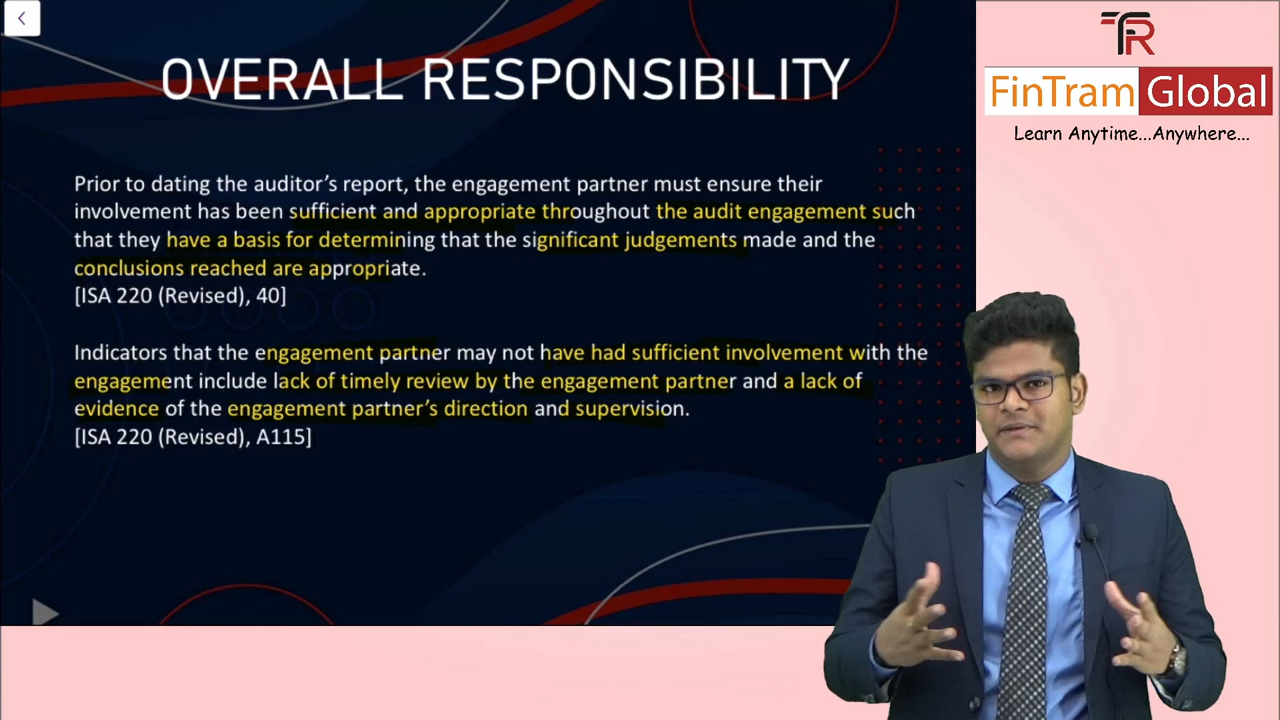 OVERALL RESPONSIBILITY
Prior to dating the auditor’s report, the engagement partner must ensure their
involvement has been sufficient and appropriate throughout the audit engagement such
that they have a basis for determining that the significant judgements made and the
conclusions reached are appropriate.
[ISA 220 (Revised), 40]
Indicators that the engagement partner may not have had sufficient involvement with the
engagement include lack of timely review by the engagement partner and a lack of
evidence of the engagement partner’s direction and supervision.
[ISA 220 (Revised), A115]
FR
FinTram Global
Learn Anytime...Anywhere...